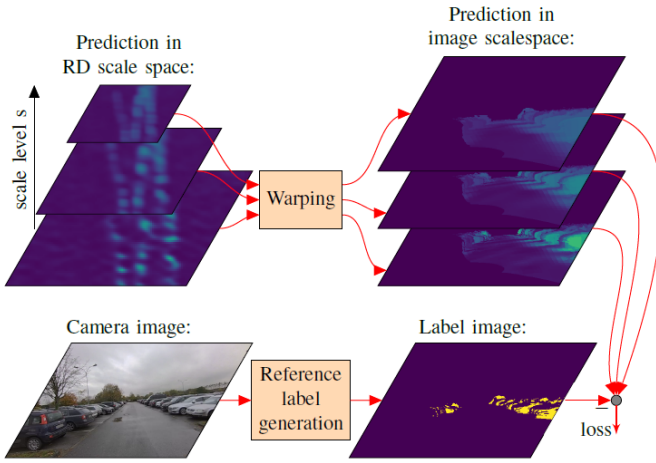 Prediction in
RD scale space:
Prediction in
image scalespace:
scale level s
Warping
Camera image:
Label image:
Reference
label
generation
−
loss